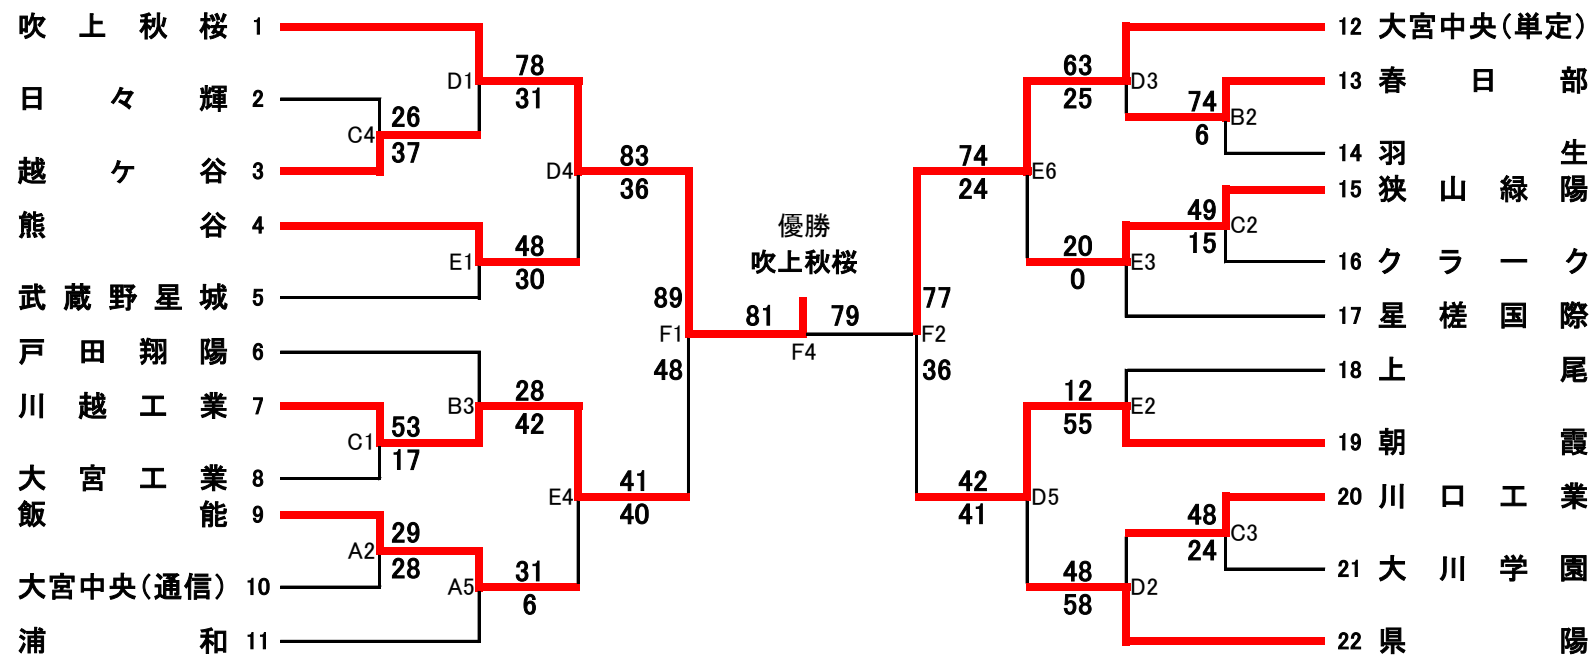 吹上秋桜 1
日々輝 2
越ケ谷 3
熊谷 4
武蔵野星城 5
戸田翔陽 6
川越工業 7
大宮工業 8
飯能 9
大宮中央(通信) 10
浦和 11
C4
26
37
C1
53
17
A2
29
28
D1
78
31
E1
48
30
B3
28
42
A5
31
6
D4
83
36
E4
41
40
89
F1
48
優勝
吹上秋桜
81
79
F4
77
F2
36
74
24
E6
42
41
D5
63
25
D3
20
0
E3
12
55
E2
48
58
D2
74
6
B2
49
15
C2
48
24
C3
12 大宮中央(単定)
13 春日部
14 羽生
15 狭山緑陽
16 クラーク
17 星槎国際
18 上尾
19 朝霞
20 川口工業
21 大川学園
22 県陽